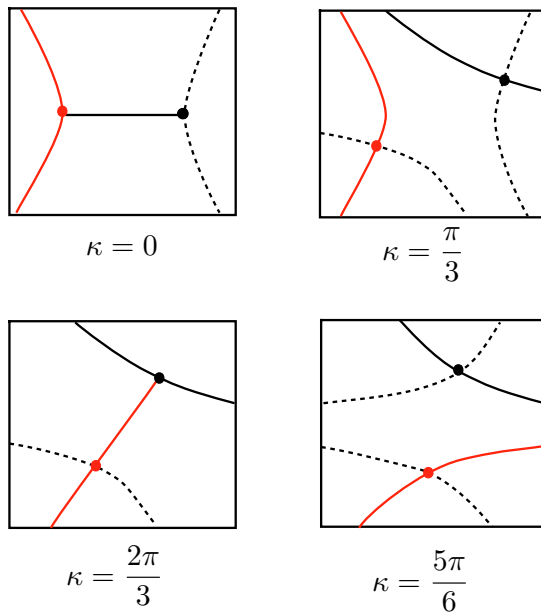 κ = 0
κ = π/3
κ = 2π/3
κ = 5π/6